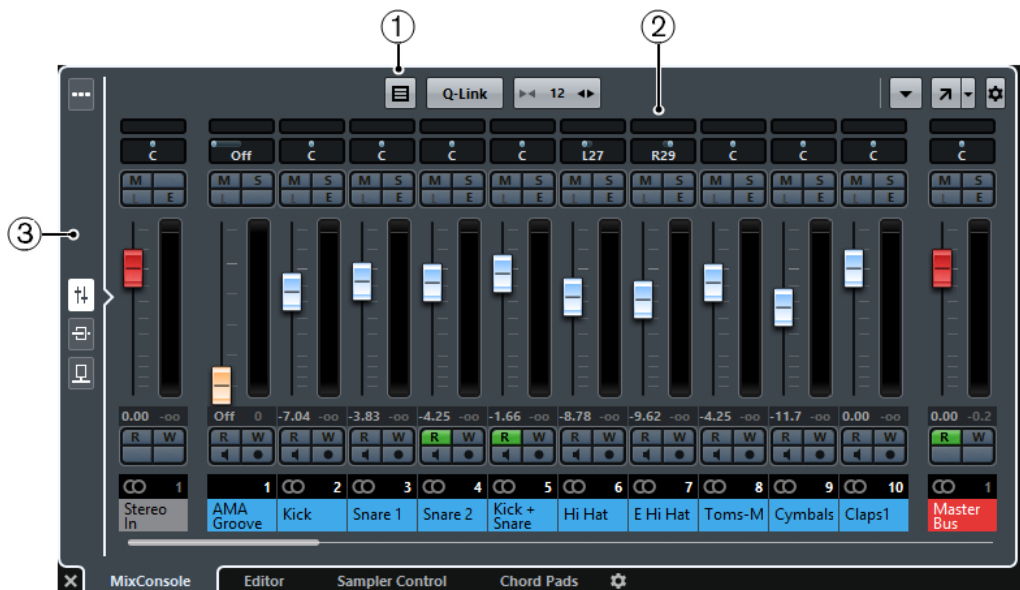 1 2
Q-Link 12
3
C Off C C C C L27 R29 C C C C
M M S M S M S M S M S M S M S M S M S M S M S
L E L L E L E L E L E L E L E L E L E L E L E
0.00 -oo Off 0 -7.04 -oo -3.83 -oo -4.25 -oo -1.66 -oo -8.78 -oo -9.62 -oo -4.25 -oo -11.7 -oo 0.00 -oo 0.00 -0.2
R W R W R W R W R W R W R W R W R W R W R W R W
1 1 2 3 4 5 6 7 8 9 10 1
Stereo In AMA Groove Kick Snare 1 Snare 2 Kick + Snare Hi Hat E Hi Hat Toms-M Cymbals Claps1 Master Bus
MixConsole Editor Sampler Control Chord Pads